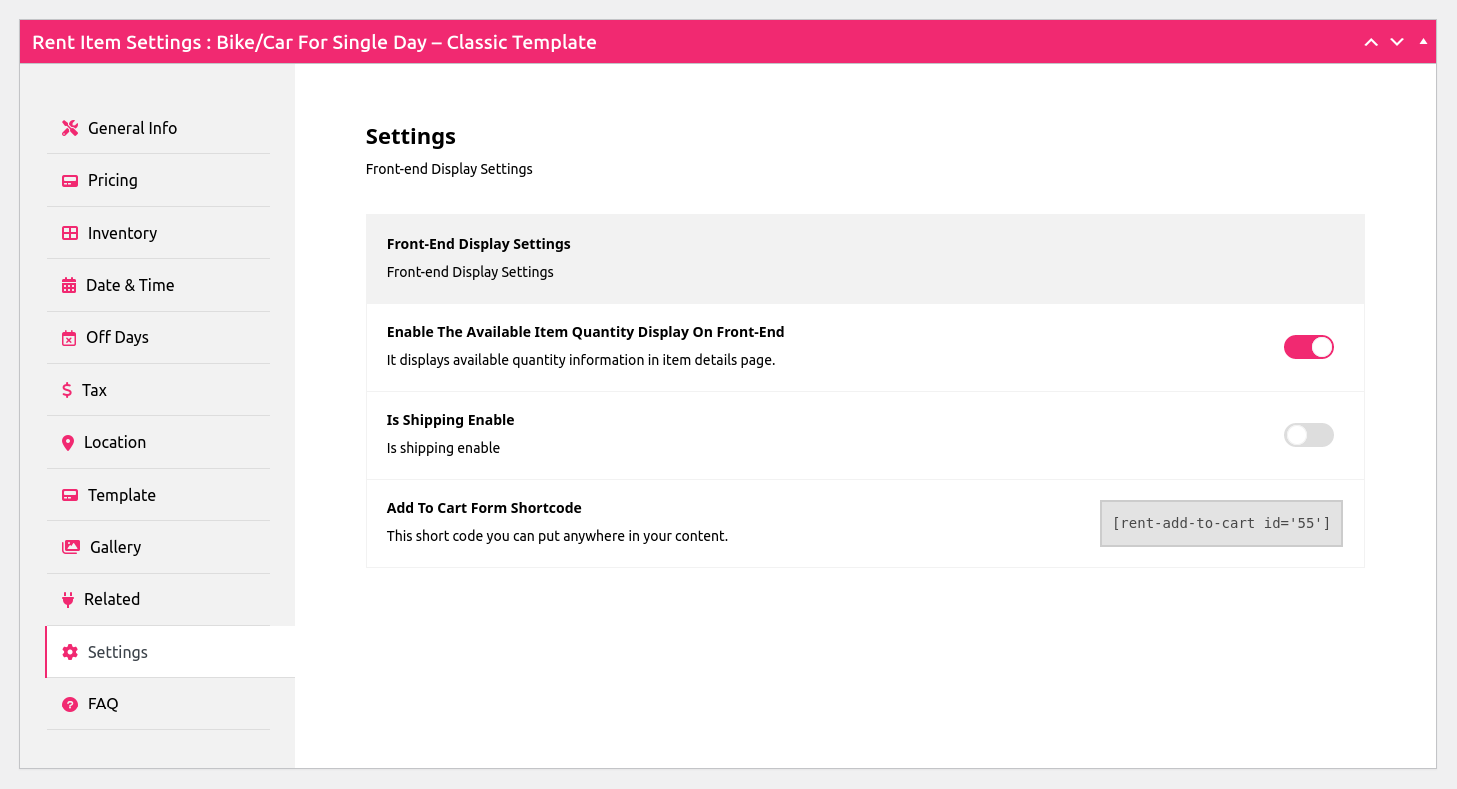 Rent Item Settings : Bike/Car For Single Day – Classic Template
General Info
Pricing
Inventory
Date & Time
Off Days
Tax
Location
Template
Gallery
Related
Settings
FAQ
Settings
Front-end Display Settings
Front-End Display Settings
Front-end Display Settings
Enable The Available Item Quantity Display On Front-End
It displays available quantity information in item details page.
Is Shipping Enable
Is shipping enable
Add To Cart Form Shortcode
This short code you can put anywhere in your content.
[rent-add-to-cart id='55']